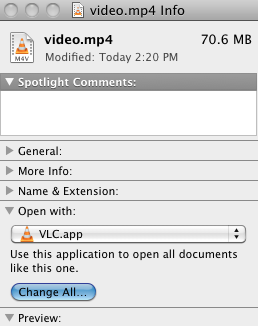 video.mp4 Info
video.mp4 70.6 MB
M4V
Modified: Today 2:20 PM
Spotlight Comments:
General:
More Info:
Name & Extension:
Open with:
VLC.app
Use this application to open all documents
like this one.
Change All...
Preview: